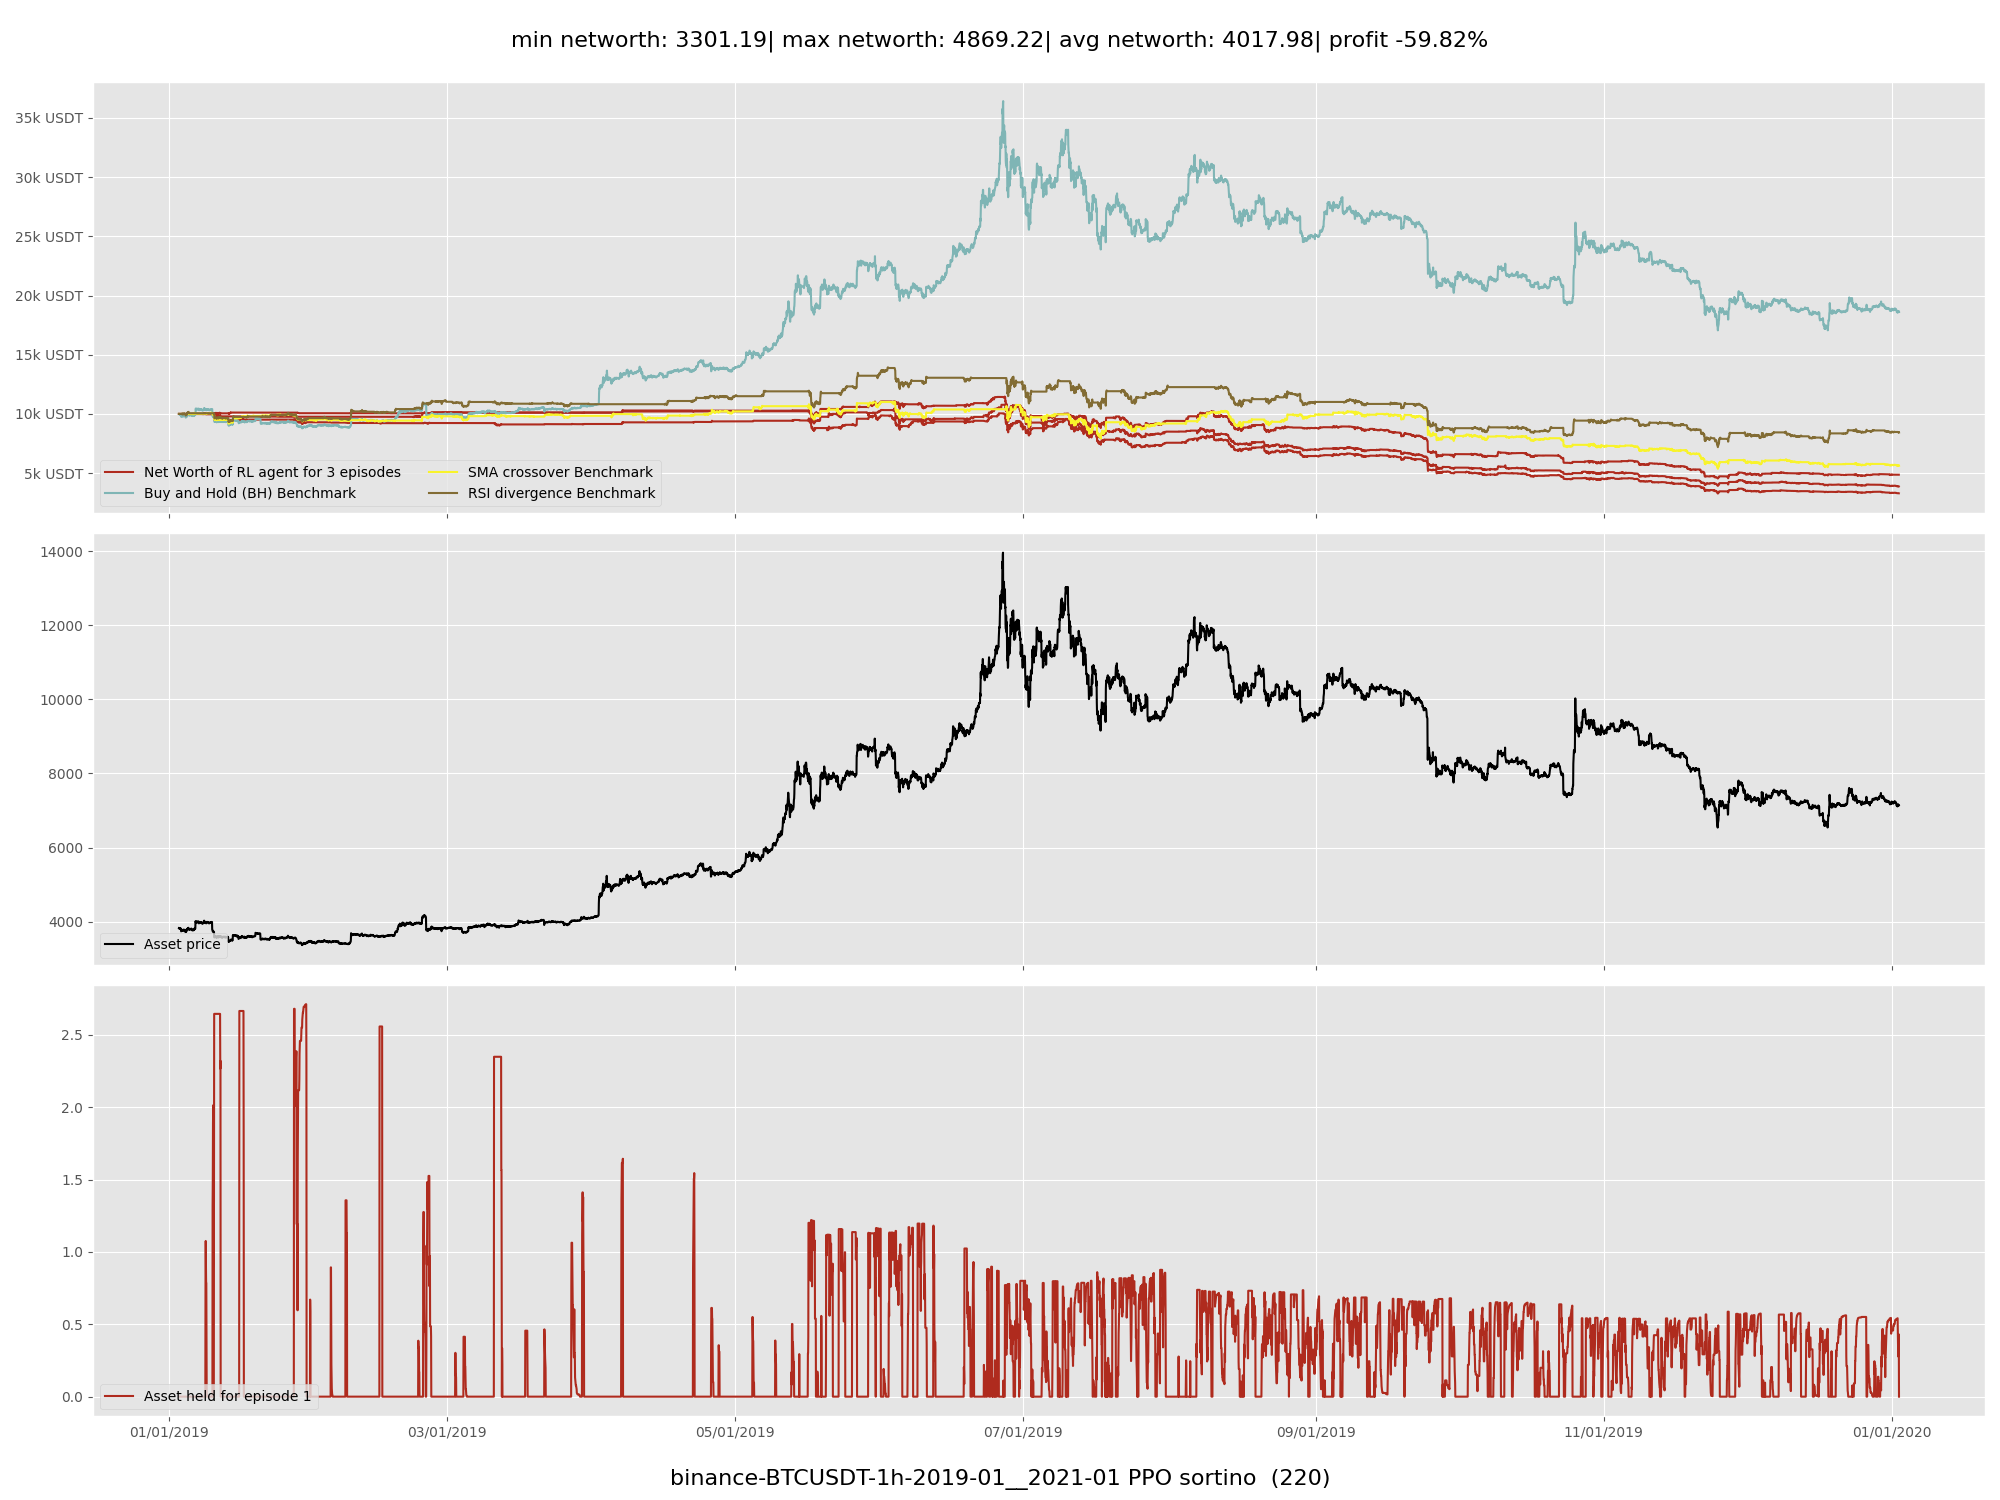 min networth: 3301.19| max networth: 4869.22| avg networth: 4017.98| profit -59.82%
35k USDT
30k USDT
25k USDT
20k USDT
15k USDT
10k USDT
5k USDT
Net Worth of RL agent for 3 episodes
Buy and Hold (BH) Benchmark
SMA crossover Benchmark
RSI divergence Benchmark
14000
12000
10000
8000
6000
4000
Asset price
2.5
2.0
1.5
1.0
0.5
0.0
Asset held for episode 1
01/01/2019 03/01/2019 05/01/2019 07/01/2019 09/01/2019 11/01/2019 01/01/2020
binance-BTCUSDT-1h-2019-01__2021-01 PPO sortino (220)